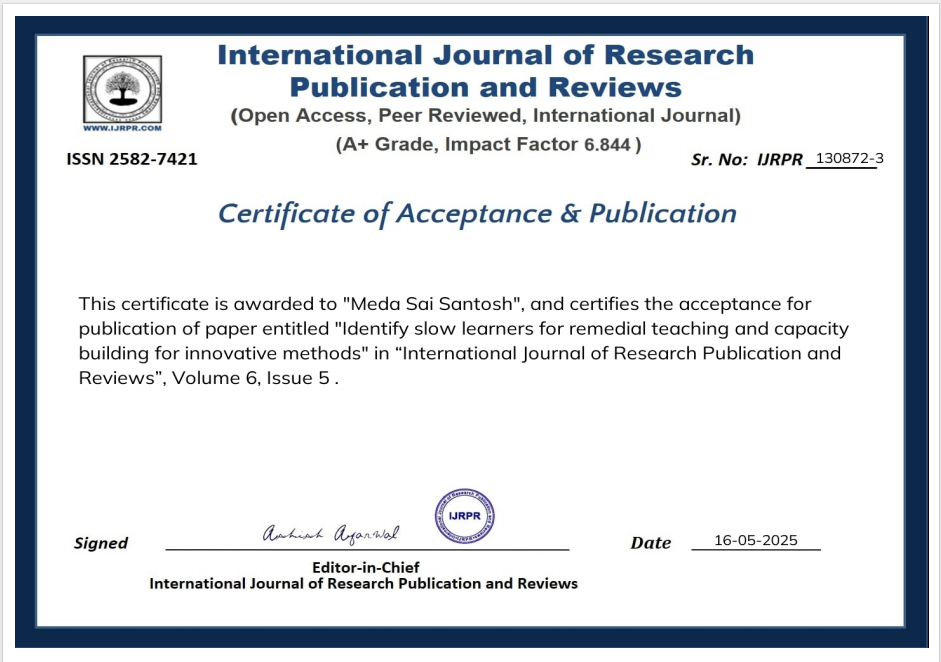 International Journal of Research
Publication and Reviews
(Open Access, Peer Reviewed, International Journal)
(A+ Grade, Impact Factor 6.844 )
WWW.IJRPR.COM
ISSN 2582-7421
Sr. No: IJRPR 130872-3
Certificate of Acceptance & Publication
This certificate is awarded to "Meda Sai Santosh", and certifies the acceptance for
publication of paper entitled "Identify slow learners for remedial teaching and capacity
building for innovative methods" in “International Journal of Research Publication and
Reviews”, Volume 6, Issue 5 .
IJRPR
Signed
Ashish Agarwal
Date 16-05-2025
Editor-in-Chief
International Journal of Research Publication and Reviews